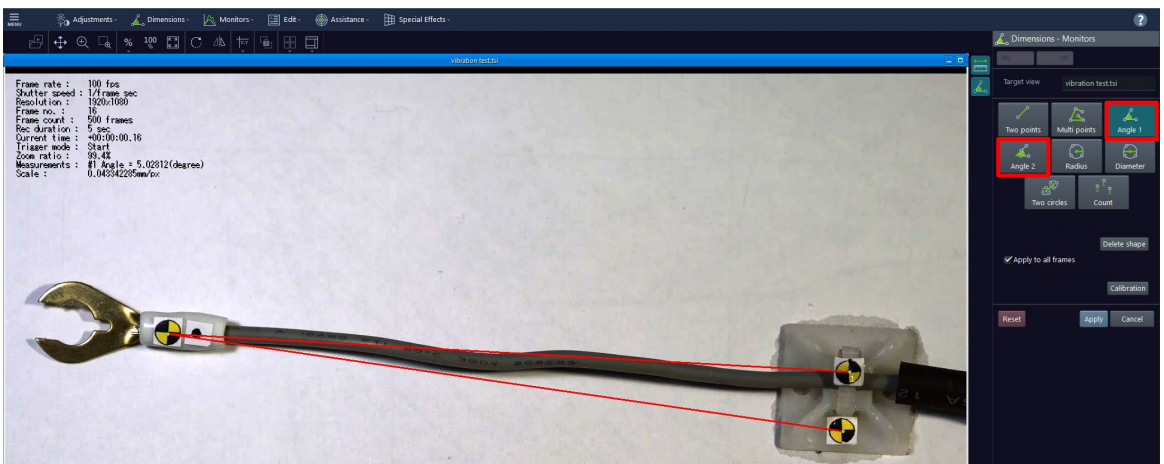 MENU
Adjustments -
Dimensions -
Monitors -
Edit -
Assistance -
Special Effects -
?
%
100
%
vibration test.tsi
Dimensions - Monitors
Frame rate : 100 fps
Shutter speed : 1/frame sec
Resolution : 1920x1080
Frame no. : 16
Frame count : 500 frames
Rec duration : 5 sec
Current time : +00:00:00.16
Trigger mode : Start
Zoom ratio : 99.4%
Measurements : #1 Angle = 5.02812(degree)
Scale : 0.043342285mm/px
Target view
vibration test.tsi
Two points
Multi points
Angle 1
Angle 2
Radius
Diameter
Two circles
Count
Delete shape
Apply to all frames
Calibration
Reset
Apply
Cancel